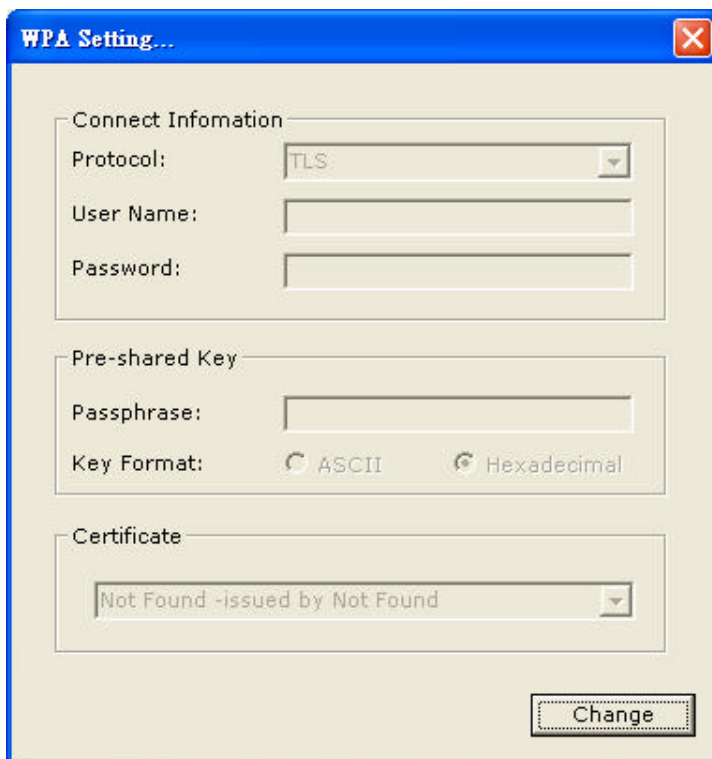 WPA Setting...
Connect Infomation
Protocol: TLS
User Name:
Password:
Pre-shared Key
Passphrase:
Key Format: ASCII Hexadecimal
Certificate
Not Found -issued by Not Found
Change